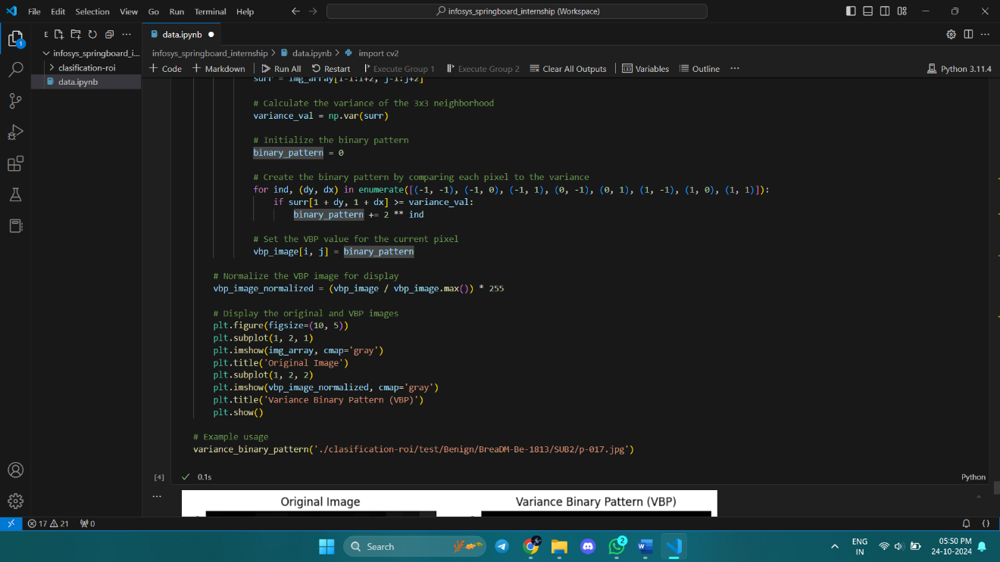 File Edit Selection View Go Run Terminal Help
infosys_springboard_internship (Workspace)
E
data.ipynb
1
infosys_springboard_i...
clasification-roi
data.ipynb
infosys_springboard_internship > data.ipynb > import cv2
+ Code + Markdown Run All Restart Execute Group 1 Execute Group 2 Clear All Outputs Variables Outline ... Python 3.11.4
surr = img_array[i-1:i+2, j-1:j+2]
# Calculate the variance of the 3x3 neighborhood
variance_val = np.var(surr)
# Initialize the binary pattern
binary_pattern = 0
# Create the binary pattern by comparing each pixel to the variance
for ind, (dy, dx) in enumerate([(-1, -1), (-1, 0), (-1, 1), (0, -1), (0, 1), (1, -1), (1, 0), (1, 1)]):
if surr[1 + dy, 1 + dx] >= variance_val:
binary_pattern += 2 ** ind
# Set the VBP value for the current pixel
vbp_image[i, j] = binary_pattern
# Normalize the VBP image for display
vbp_image_normalized = (vbp_image / vbp_image.max()) * 255
# Display the original and VBP images
plt.figure(figsize=(10, 5))
plt.subplot(1, 2, 1)
plt.imshow(img_array, cmap='gray')
plt.title('Original Image')
plt.subplot(1, 2, 2)
plt.imshow(vbp_image_normalized, cmap='gray')
plt.title('Variance Binary Pattern (VBP)')
plt.show()
# Example usage
variance_binary_pattern('./clasification-roi/test/Benign/BreaDM-Be-1813/SUB2/p-017.jpg')
[4] 0.1s Python
Original Image Variance Binary Pattern (VBP)
17 21 0
Search
2
ENG
IN
05:50 PM
24-10-2024